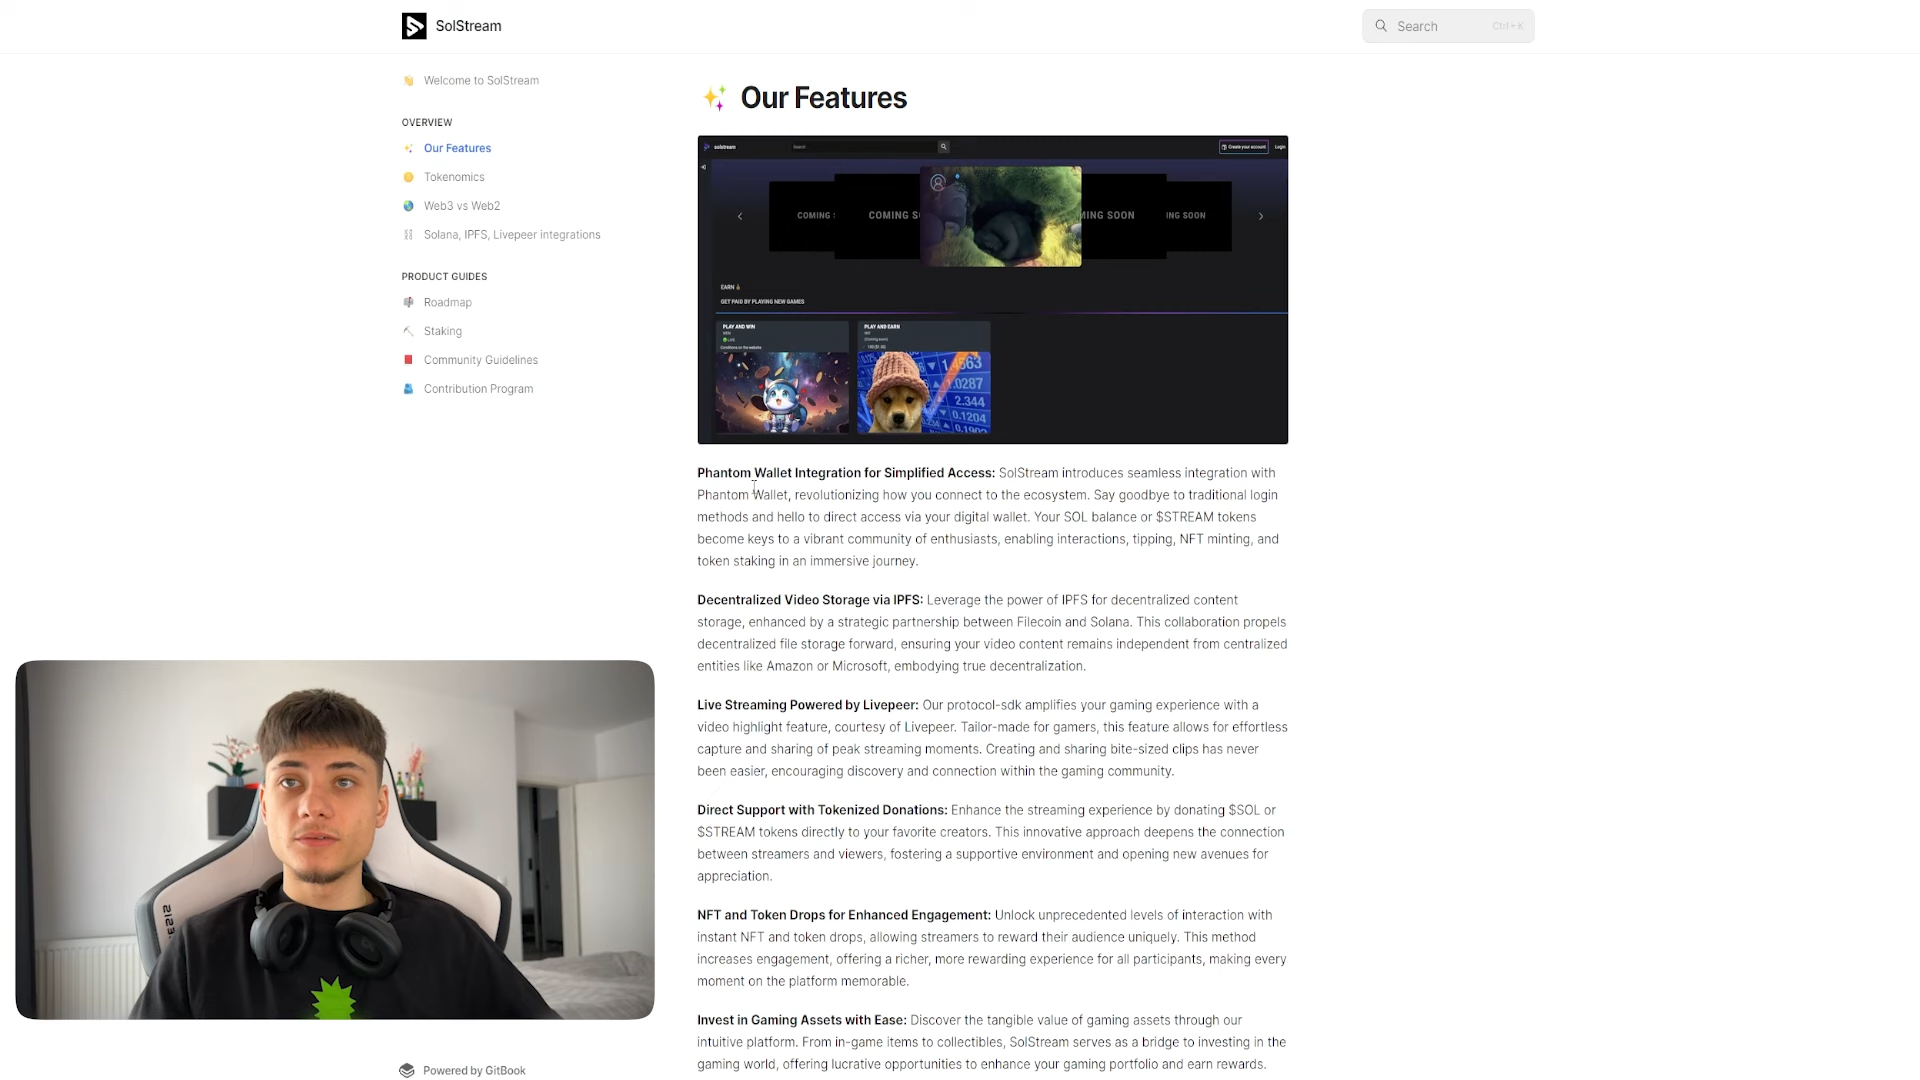 SolStream
Search
Ctrl + K
Welcome to SolStream
OVERVIEW
Our Features
Tokenomics
Web3 vs Web2
Solana, IPFS, Livepeer integrations
PRODUCT GUIDES
Roadmap
Staking
Community Guidelines
Contribution Program
Our Features
solstream
Search
Create your account
Login
COMING S
COMING S
MING SOON
ING SOON
EARN
GET PAID BY PLAYING NEW GAMES
PLAY AND WIN
LIVE
Conditions on the website
PLAY AND EARN
(Coming soon)
1.0287
2.344
0.1204
Phantom Wallet Integration for Simplified Access: SolStream introduces seamless integration with
Phantom Wallet, revolutionizing how you connect to the ecosystem. Say goodbye to traditional login
methods and hello to direct access via your digital wallet. Your SOL balance or $STREAM tokens
become keys to a vibrant community of enthusiasts, enabling interactions, tipping, NFT minting, and
token staking in an immersive journey.
Decentralized Video Storage via IPFS: Leverage the power of IPFS for decentralized content
storage, enhanced by a strategic partnership between Filecoin and Solana. This collaboration propels
decentralized file storage forward, ensuring your video content remains independent from centralized
entities like Amazon or Microsoft, embodying true decentralization.
Live Streaming Powered by Livepeer: Our protocol-sdk amplifies your gaming experience with a
video highlight feature, courtesy of Livepeer. Tailor-made for gamers, this feature allows for effortless
capture and sharing of peak streaming moments. Creating and sharing bite-sized clips has never
been easier, encouraging discovery and connection within the gaming community.
Direct Support with Tokenized Donations: Enhance the streaming experience by donating $SOL or
$STREAM tokens directly to your favorite creators. This innovative approach deepens the connection
between streamers and viewers, fostering a supportive environment and opening new avenues for
appreciation.
NFT and Token Drops for Enhanced Engagement: Unlock unprecedented levels of interaction with
instant NFT and token drops, allowing streamers to reward their audience uniquely. This method
increases engagement, offering a richer, more rewarding experience for all participants, making every
moment on the platform memorable.
Invest in Gaming Assets with Ease: Discover the tangible value of gaming assets through our
intuitive platform. From in-game items to collectibles, SolStream serves as a bridge to investing in the
gaming world, offering lucrative opportunities to enhance your gaming portfolio and earn rewards.
Powered by GitBook